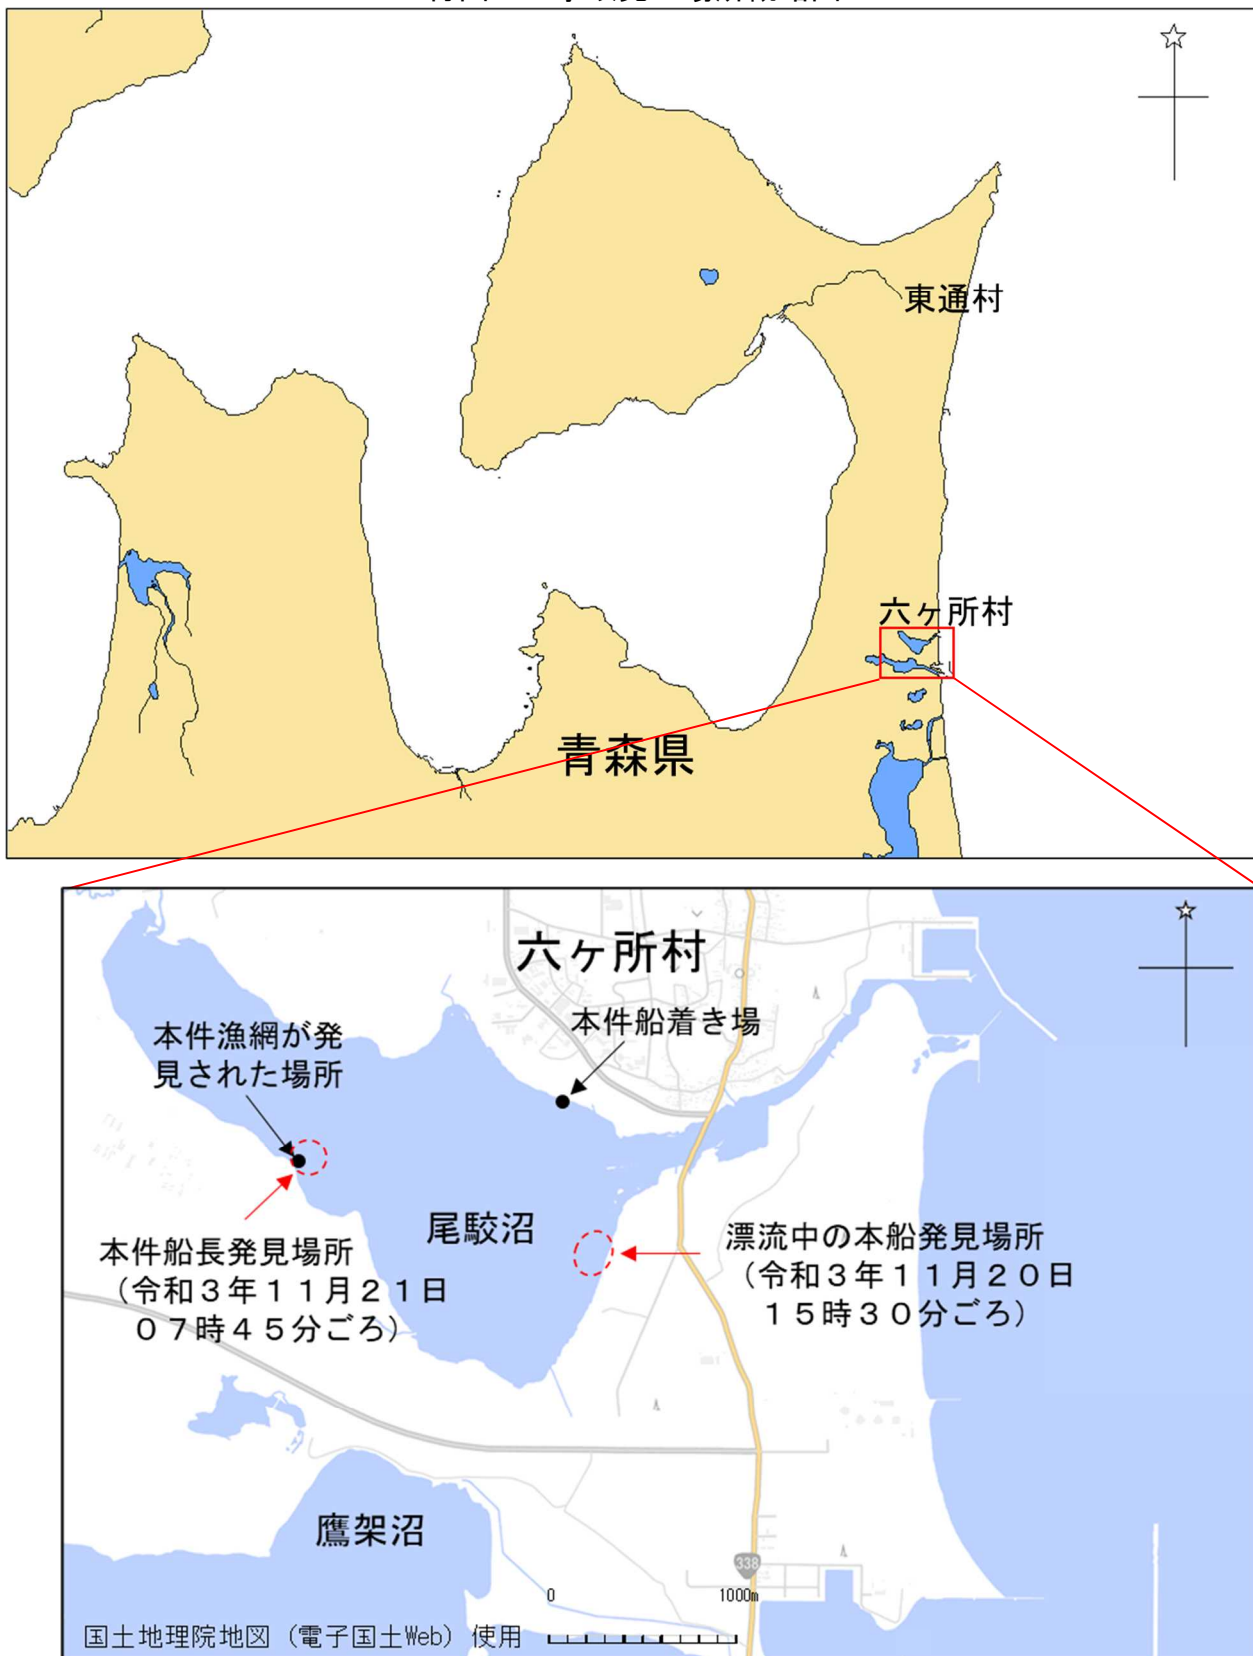 東通村
六ヶ所村
青森県
六ヶ所村
本件船着き場
本件漁網が発
見された場所
尾駮沼
本件船長発見場所
（令和３年１１月２１日
０７時４５分ごろ）
漂流中の本船発見場所
（令和３年１１月２０日
１５時３０分ごろ）
鷹架沼
338
0 1000m
国土地理院地図（電子国土Web）使用